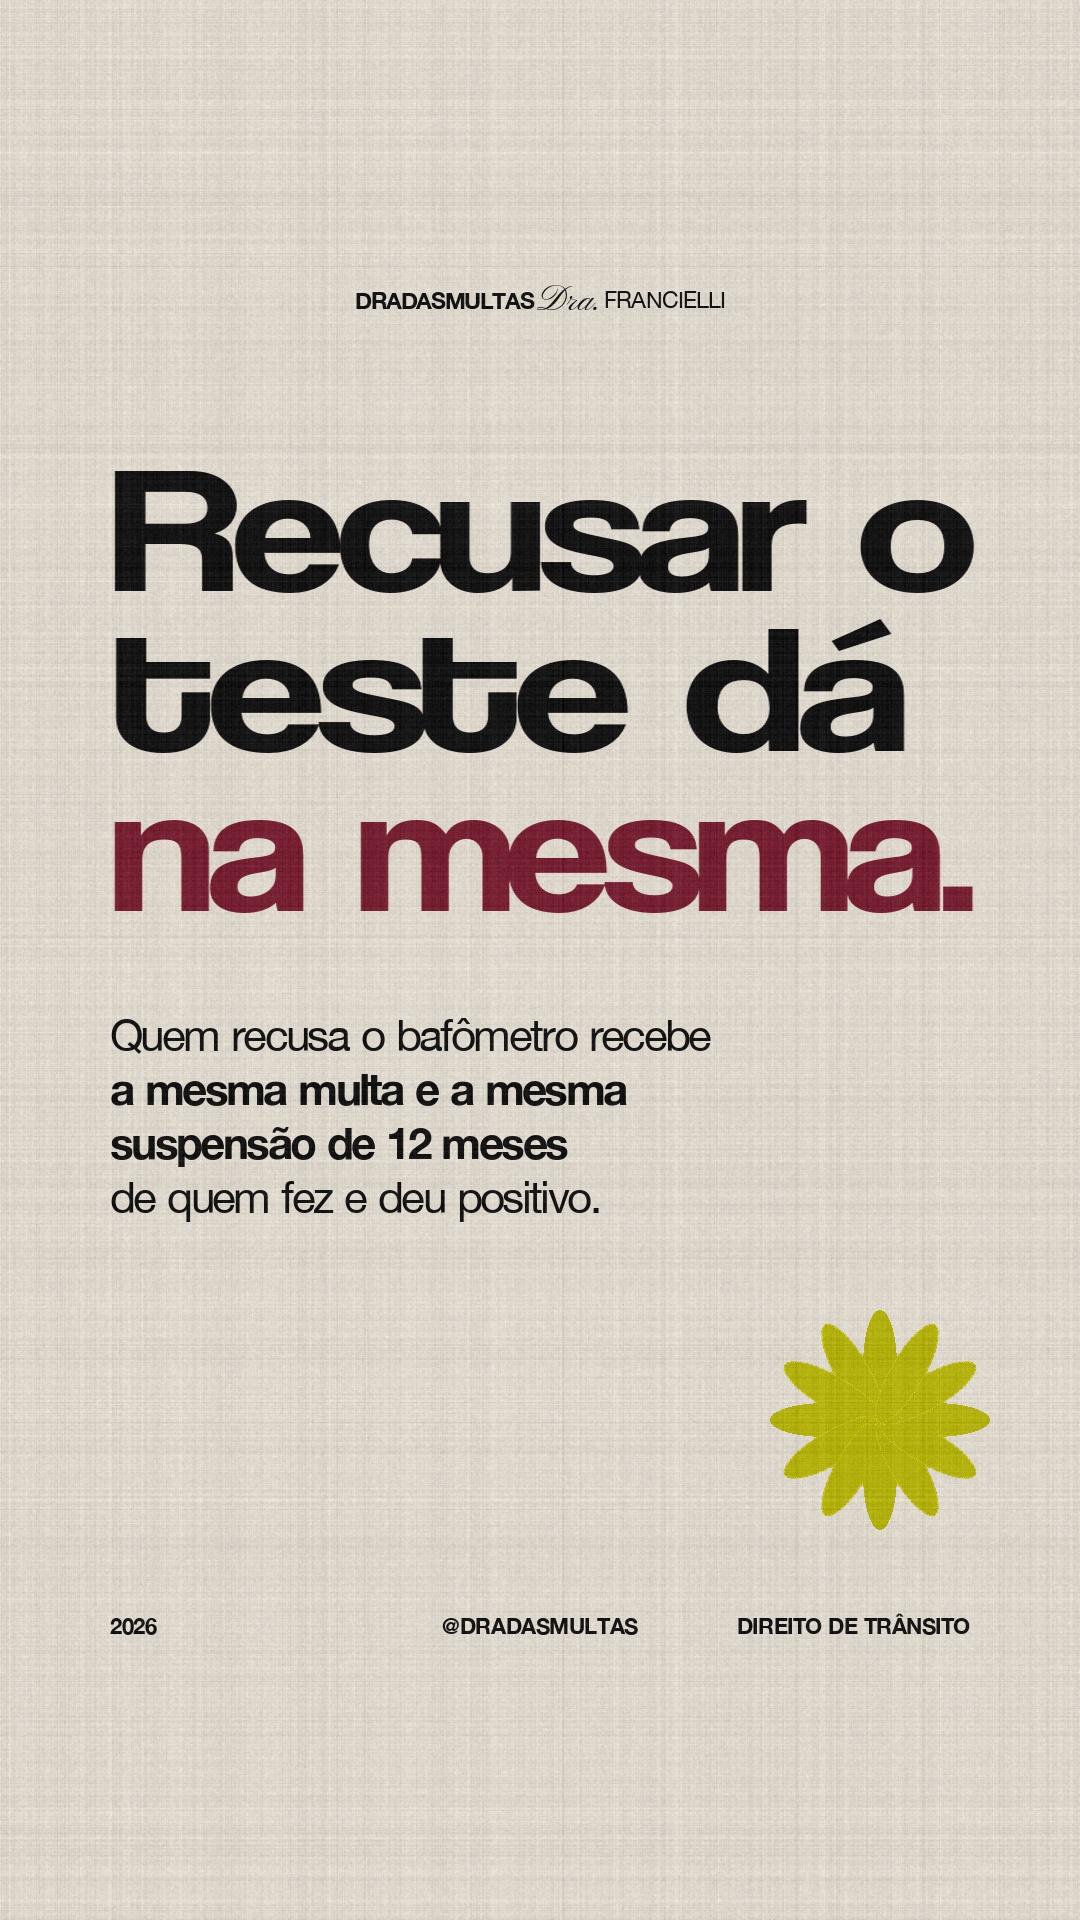 DRADASMULTAS Dra. FRANCIELLI
Recusar o
teste dá
na mesma.
Quem recusa o bafômetro recebe
a mesma multa e a mesma
suspensão de 12 meses
de quem fez e deu positivo.
2026 @DRADASMULTAS DIREITO DE TRÂNSITO